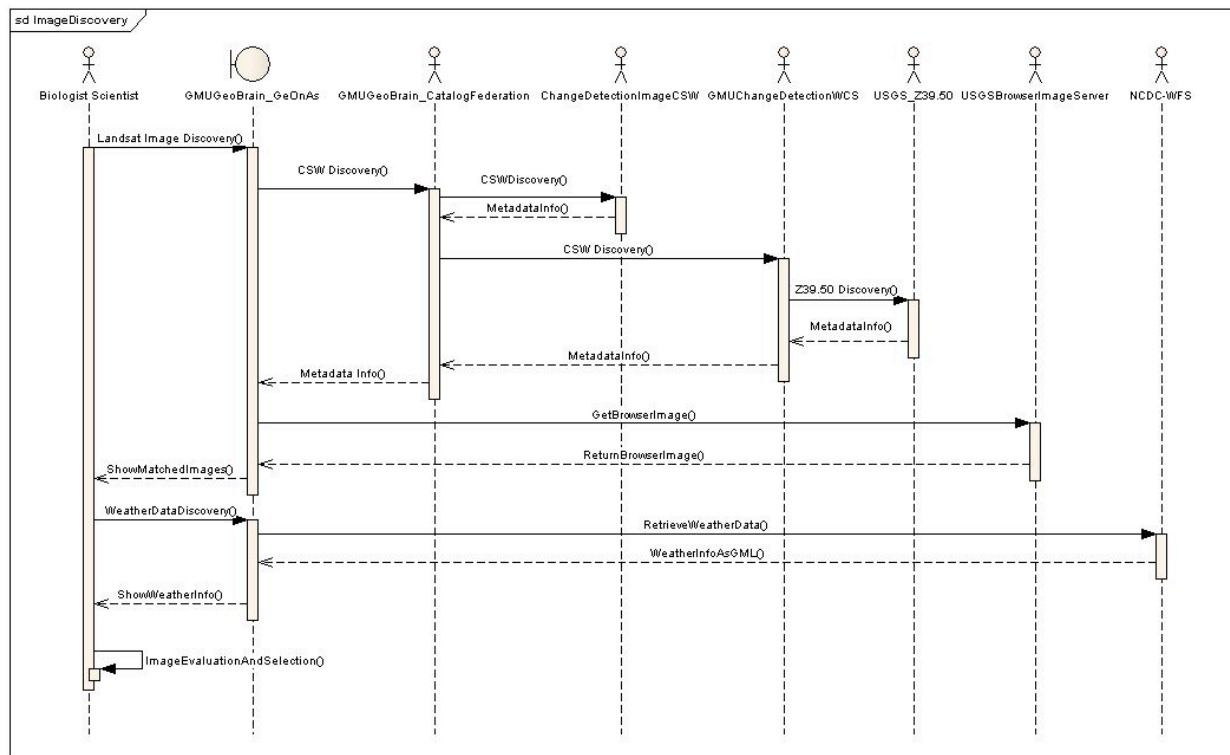 sd ImageDiscovery
Biologist Scientist
GMUGeoBrain_GeOnAs
GMUGeoBrain_CatalogFederation
ChangeDetectionImageCSW
GMUChangeDetectionWCS
USGS_Z39.50
USGSBrowserImageServer
NCDC-WFS
Landsat Image Discovery()
CSW Discovery()
CSWDiscovery()
MetadataInfo()
CSW Discovery()
Z39.50 Discovery()
MetadataInfo()
MetadataInfo()
Metadata Info()
GetBrowserImage()
ReturnBrowserImage()
ShowMatchedImages()
WeatherDataDiscovery()
RetrieveWeatherData()
WeatherInfoAsGML()
ShowWeatherInfo()
ImageEvaluationAndSelection()